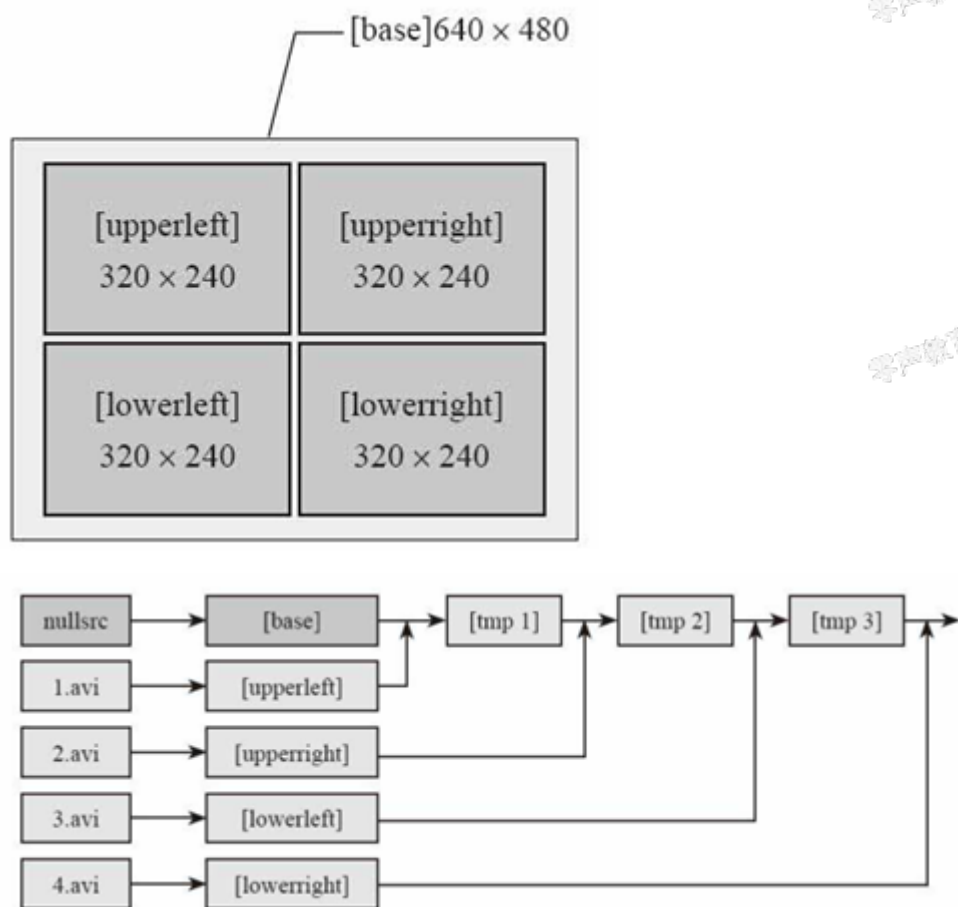 [base]640 × 480
[upperleft]
320 × 240
[upperright]
320 × 240
[lowerleft]
320 × 240
[lowerright]
320 × 240
nullsrc
[base]
[tmp 1]
[tmp 2]
[tmp 3]
1.avi
[upperleft]
2.avi
[upperright]
3.avi
[lowerleft]
4.avi
[lowerright]